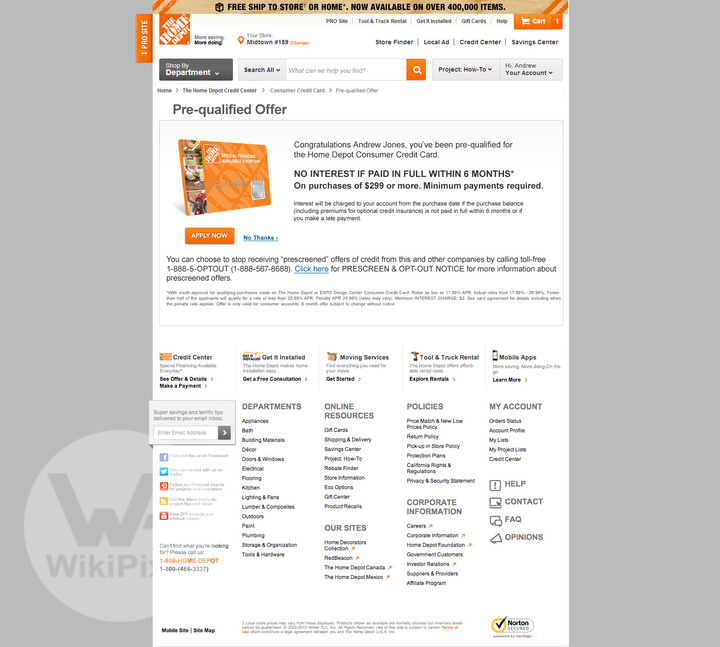 FREE SHIP TO STORE† OR HOME*. NOW AVAILABLE ON OVER 400,000 ITEMS.
PRO SITE
THE HOME DEPOT
More saving.
More doing.™
Your Store:
Midtown #159 (Change)
PRO Site | Tool & Truck Rental | Get It Installed | Gift Cards | Help
Cart 1
Store Finder | Local Ad | Credit Center | Savings Center
Shop By
Department
Search All
What can we help you find?
Project: How-To
Hi, Andrew
Your Account
Home > The Home Depot Credit Center > Consumer Credit Card > Pre-qualified Offer
Pre-qualified Offer
SPECIAL FINANCING
AVAILABLE EVERYDAY
Congratulations Andrew Jones, you've been pre-qualified for
the Home Depot Consumer Credit Card.
NO INTEREST IF PAID IN FULL WITHIN 6 MONTHS*
On purchases of $299 or more. Minimum payments required.
Interest will be charged to your account from the purchase date if the purchase balance
(including premiums for optional credit insurance) is not paid in full within 6 months or if
you make a late payment.
APPLY NOW
No Thanks ›
You can choose to stop receiving “prescreened” offers of credit from this and other companies by calling toll-free
1-888-5-OPTOUT (1-888-567-8688). Click here for PRESCREEN & OPT-OUT NOTICE for more information about
prescreened offers.
*With credit approval for qualifying purchases made on The Home Depot or EXPO Design Center Consumer Credit Card. Rates as low as 17.99% APR. Actual rates from 17.99% - 26.99%; Fewer
than half of the applicants will qualify for a rate of less than 25.99% APR. Penalty APR 29.99% (rates may vary), Minimum INTEREST CHARGE: $2. See card agreement for details including when
the penalty rate applies. Offer is only valid for consumer accounts. 6 month offer subject to change without notice.
Credit Center
Special Financing Available
Everyday*
See Offer & Details >
Make a Payment >
Get It Installed
The Home Depot makes home
installation easy.
Get a Free Consultation >
Moving Services
Find everything you need for
your move.
Get Started >
Tool & Truck Rental
The Home Depot offers afford-
able rental rates.
Explore Rentals >
Mobile Apps
More saving. More doing On the
go.
Learn More >
Super savings and terrific tips
delivered to your email inbox.
Enter Email Address
Visit and like us on Facebook
Stay connected with us on
Twitter
Follow our Pinterest boards
for projects and inspiration
Get the latest products,
project tips and ideas
View DIY projects and
product videos
Can't find what you're looking
for? Please call us:
1-800-HOME-DEPOT
1-800-(466-3337)
DEPARTMENTS
Appliances
Bath
Building Materials
Décor
Doors & Windows
Electrical
Flooring
Kitchen
Lighting & Fans
Lumber & Composites
Outdoors
Paint
Plumbing
Storage & Organization
Tools & Hardware
ONLINE
RESOURCES
Gift Cards
Shipping & Delivery
Savings Center
Project: How-To
Rebate Finder
Store Information
Eco Options
Gift Center
Product Recalls
OUR SITES
Home Decorators
Collection
RedBeacon
The Home Depot Canada
The Home Depot Mexico
POLICIES
Price Match & New Low
Prices Policy
Return Policy
Pick-up in Store Policy
Protection Plans
California Rights &
Regulations
Privacy & Security Statement
CORPORATE
INFORMATION
Careers
Corporate Information
Home Depot Foundation
Government Customers
Investor Relations
Suppliers & Providers
Affiliate Program
MY ACCOUNT
Orders Status
Account Profile
My Lists
My Project Lists
Credit Center
HELP
CONTACT
FAQ
OPINIONS
WikiPix
Mobile Site | Site Map
‡ Local store prices may vary from those displayed. Products shown as available are normally stocked but inventory levels
cannot be guaranteed. © 2000-2013 Homer TLC, Inc. All Rights Reserved. Use of this site is subject to certain Terms of
Use which constitute a legal agreement between you and The Home Depot U.S.A. Inc.
Norton
SECURED
powered by VeriSign